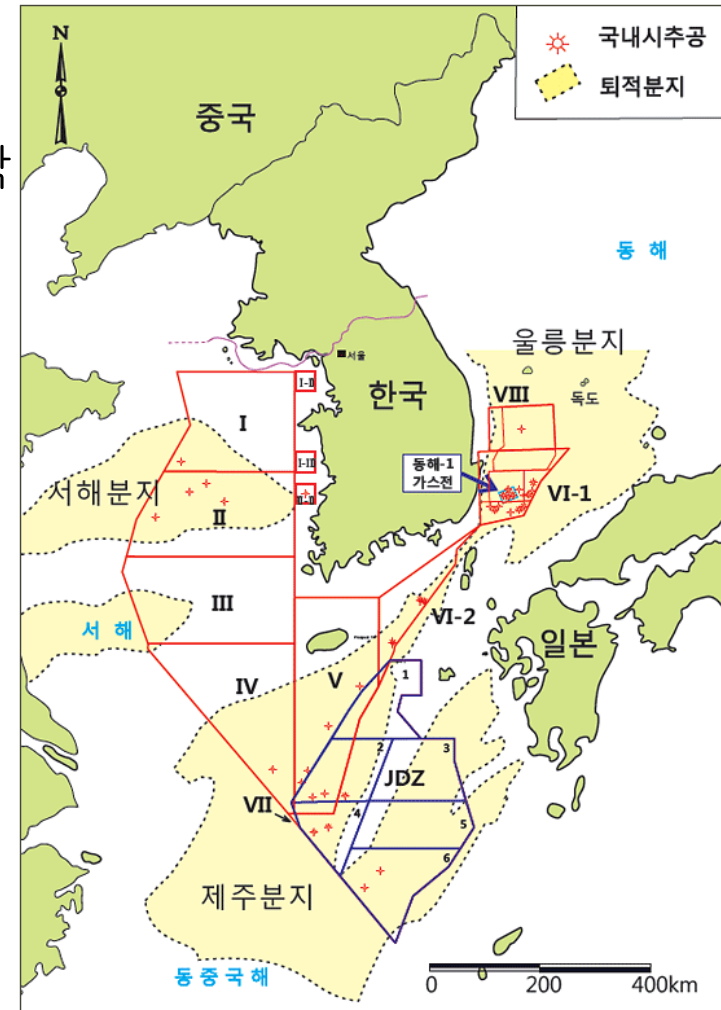 N
국내시추공
퇴적분지
중국
동 해
울릉분지
서울
독도
한국
VIII
I-II
I
I-III
동해-1
가스전
VI-1
서해분지
II
III
서 해
VI-2
일본
IV
V
1
2
3
JDZ
VII
4
5
6
제주분지
동 중 국 해
0 200 400km